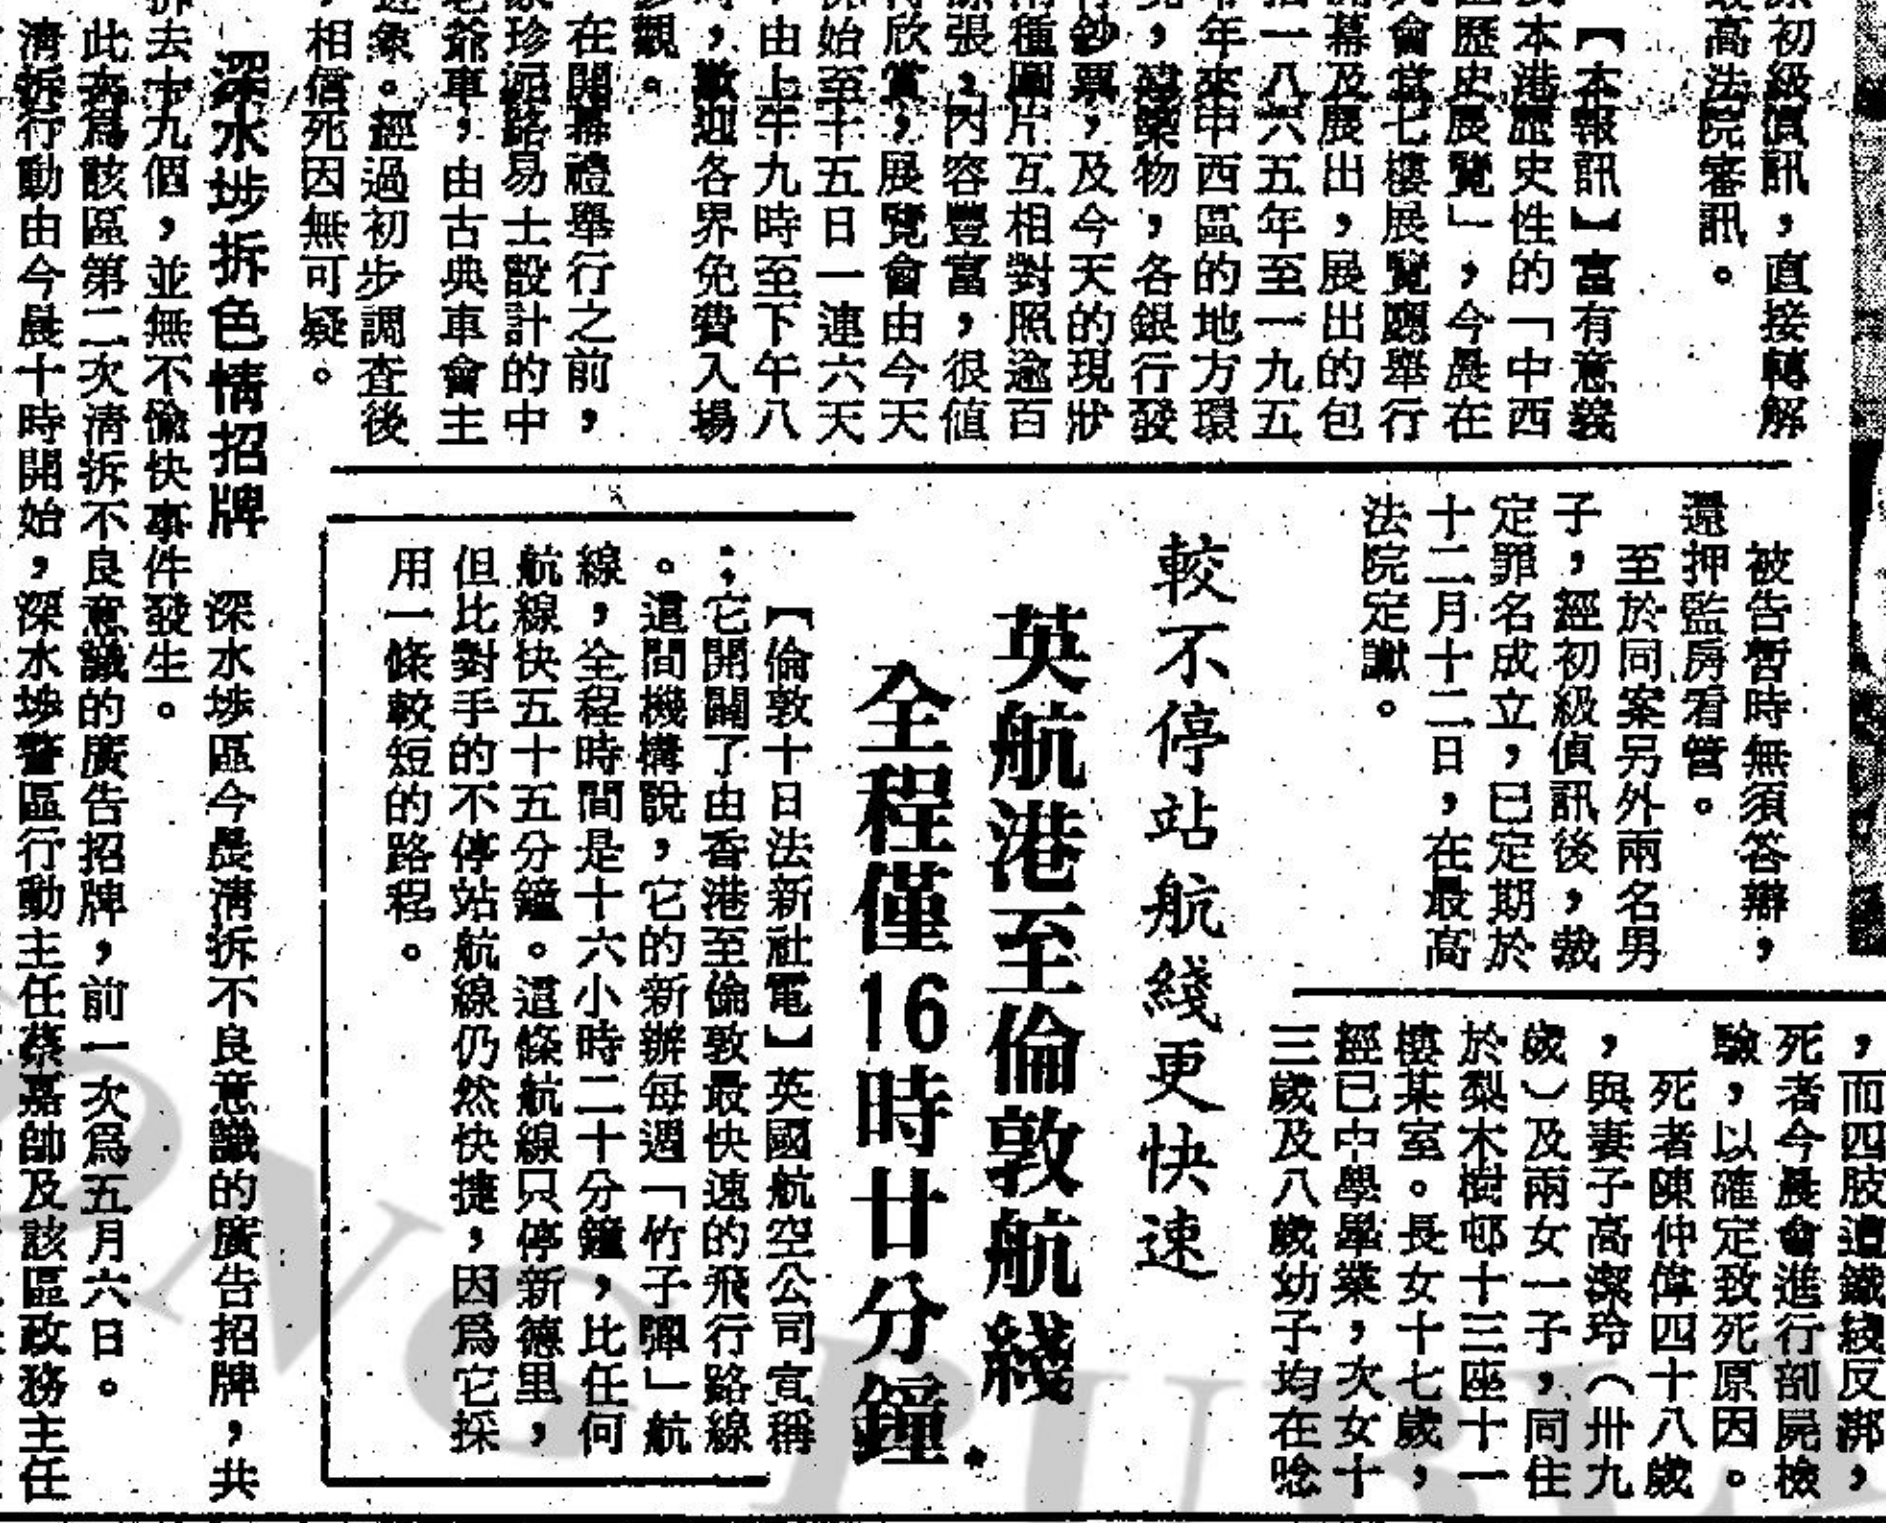 初級偵訊，直接轉解
最高法院審訊。
【本報訊】富有意義
本港歷史性的「中西
區歷史展覽」，今晨在
大會堂七樓展覽廳舉行
開幕及展出，展出的包
括一八六五年至一九五
年來中西區的地方環
境，建築物，各銀行發
行鈔票，及今天的現狀
兩種圖片互相對照逾百
張，內容豐富，很值
得欣賞，展覽會由今天
開始至十五日一連六天
，由上午九時至下午八
時，歡迎各界免費入場
參觀。
在開幕禮舉行之前，
珍妮路易士設計的中
老爺車，由古典車會主
象。經過初步調查後
，相信死因無可疑。
被告暫時無須答辯，
還押監房看管。
至於同案另外兩名男
子，經初級偵訊後，裁
定罪名成立，已定期於
十二月十二日，在最高
法院定讞。
，而四肢遭鐵綫反綁，
死者今晨會進行剖屍檢
驗，以確定致死原因。
死者陳仲偉四十八歲
，與妻子高潔玲（卅九
歲）及兩女一子，同住
於梨木樹邨十三座十一
樓某室。長女十七歲，
經已中學畢業，次女十
三歲及八歲幼子均在唸
較不停站航綫更快速
英航港至倫敦航綫
全程僅16時廿分鐘
【倫敦十日法新社電】英國航空公司宣稱
；它開闢了由香港至倫敦最快速的飛行路線
。這間機構說，它的新辦每週「竹子彈」航
線，全程時間是十六小時二十分鐘，比任何
航線快五十五分鐘。這條航線只停新德里，
但比對手的不停站航線仍然快捷，因為它採
用一條較短的路程。
深水埗拆色情招牌
深水埗區今晨清拆不良意識的廣告招牌，共
拆去十九個，並無不愉快事件發生。
此次為該區第二次清拆不良意識的廣告招牌，前一次為五月六日。
清拆行動由今晨十時開始，深水埗警區行動主任蔡嘉帥及該區政務主任